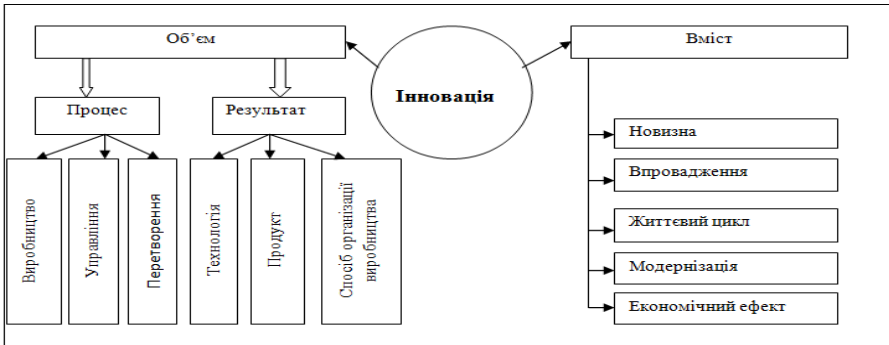 Об’єм
Інновація
Вміст
Процес
Результат
Виробництво
Управління
Перетворення
Технологія
Продукт
Спосіб організації
виробництва
Новизна
Впровадження
Життєвий цикл
Модернізація
Економічний ефект